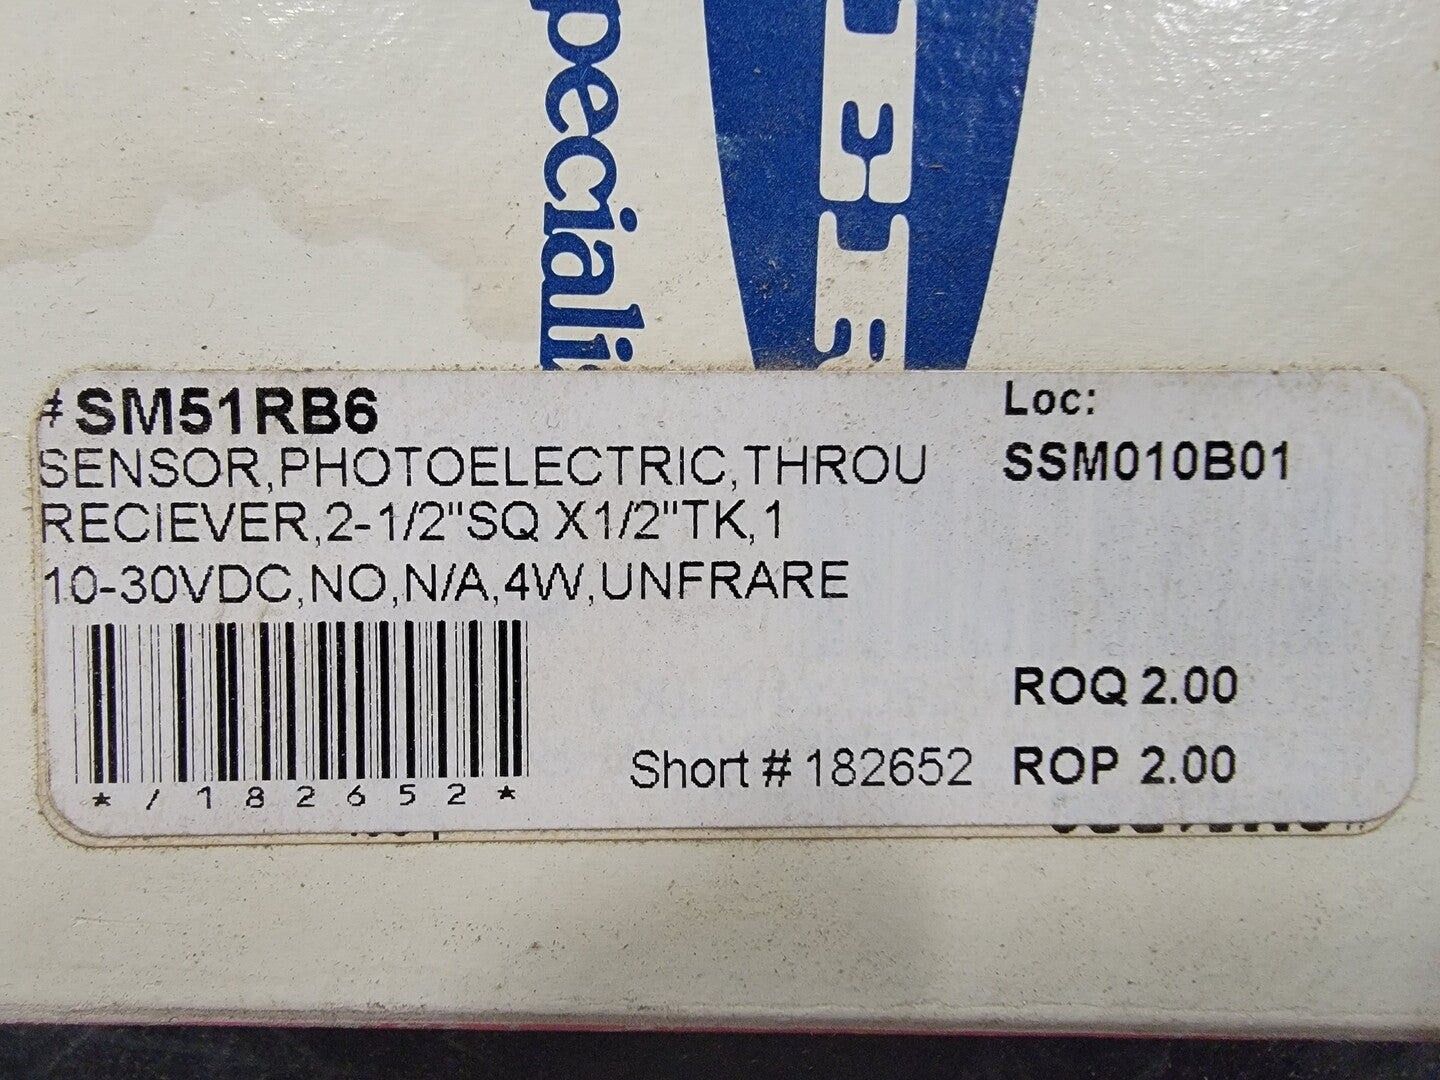 #SM51RB6
SENSOR,PHOTOELECTRIC,THROU
RECIEVER,2-1/2"SQ X1/2"TK,1
10-30VDC,NO,N/A,4W,UNFRARE
*/182652*
Short # 182652
Loc:
SSM010B01
ROQ 2.00
ROP 2.00